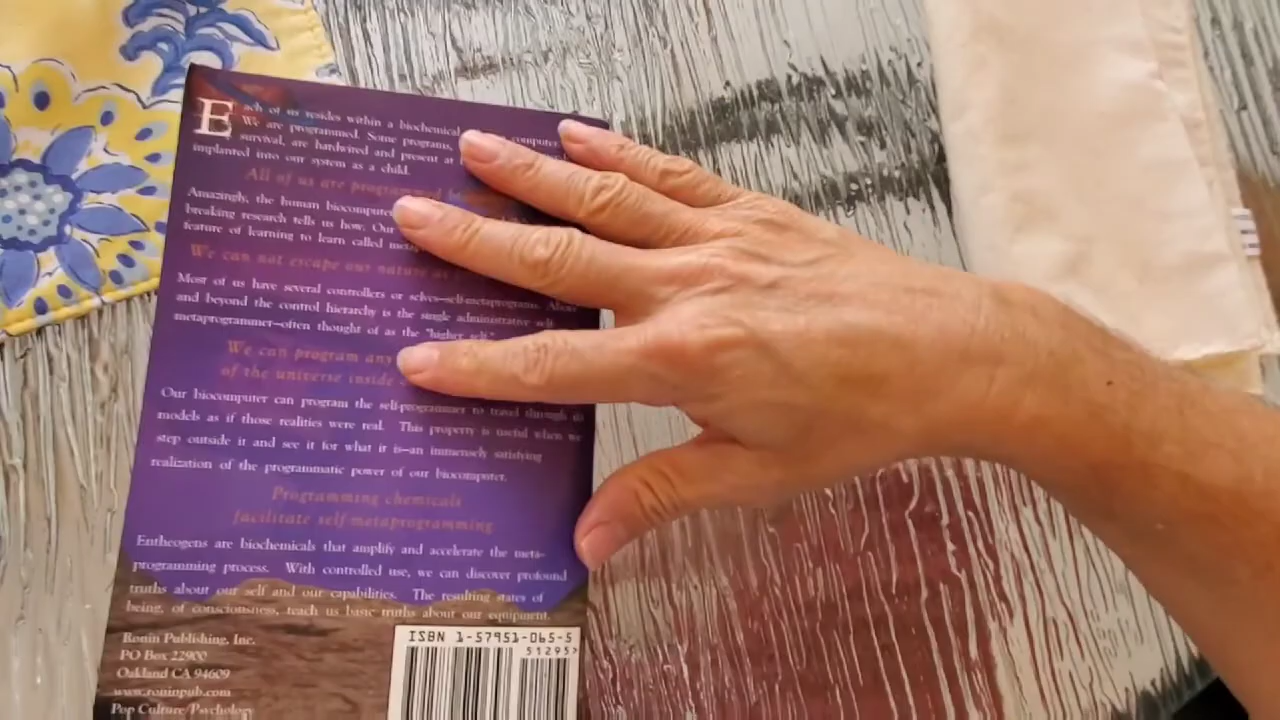 Each of us resides within a biochemical computer.
We are programmed. Some programs,
survival, are hardwired and present at
implanted into our system as a child.
All of us are programmed
Amazingly, the human biocomputer
breaking research tells us how. Our
feature of learning to learn called
We can not escape our nature as
Most of us have several controllers or selves—self-metaprograms.
and beyond the control hierarchy is the single administrative self-
metaprogrammer—often thought of as the "higher self."
We can program any
of the universe inside
Our biocomputer can program the self-programmer to travel through its
models as if those realities were real. This property is useful when we
step outside it and see it for what it is—an immensely satisfying
realization of the programmatic power of our biocomputer.
Programming chemicals
facilitate self-metaprogramming
Entheogens are biochemicals that amplify and accelerate the meta-
programming process. With controlled use, we can discover profound
truths about our self and our capabilities. The resulting states of
being, of consciousness, teach us basic truths about our equipment.
Ronin Publishing, Inc.
PO Box 22900
Oakland CA 94609
www.roninpub.com
Pop Culture/Psychology
ISBN 1-57951-065-5
51295>